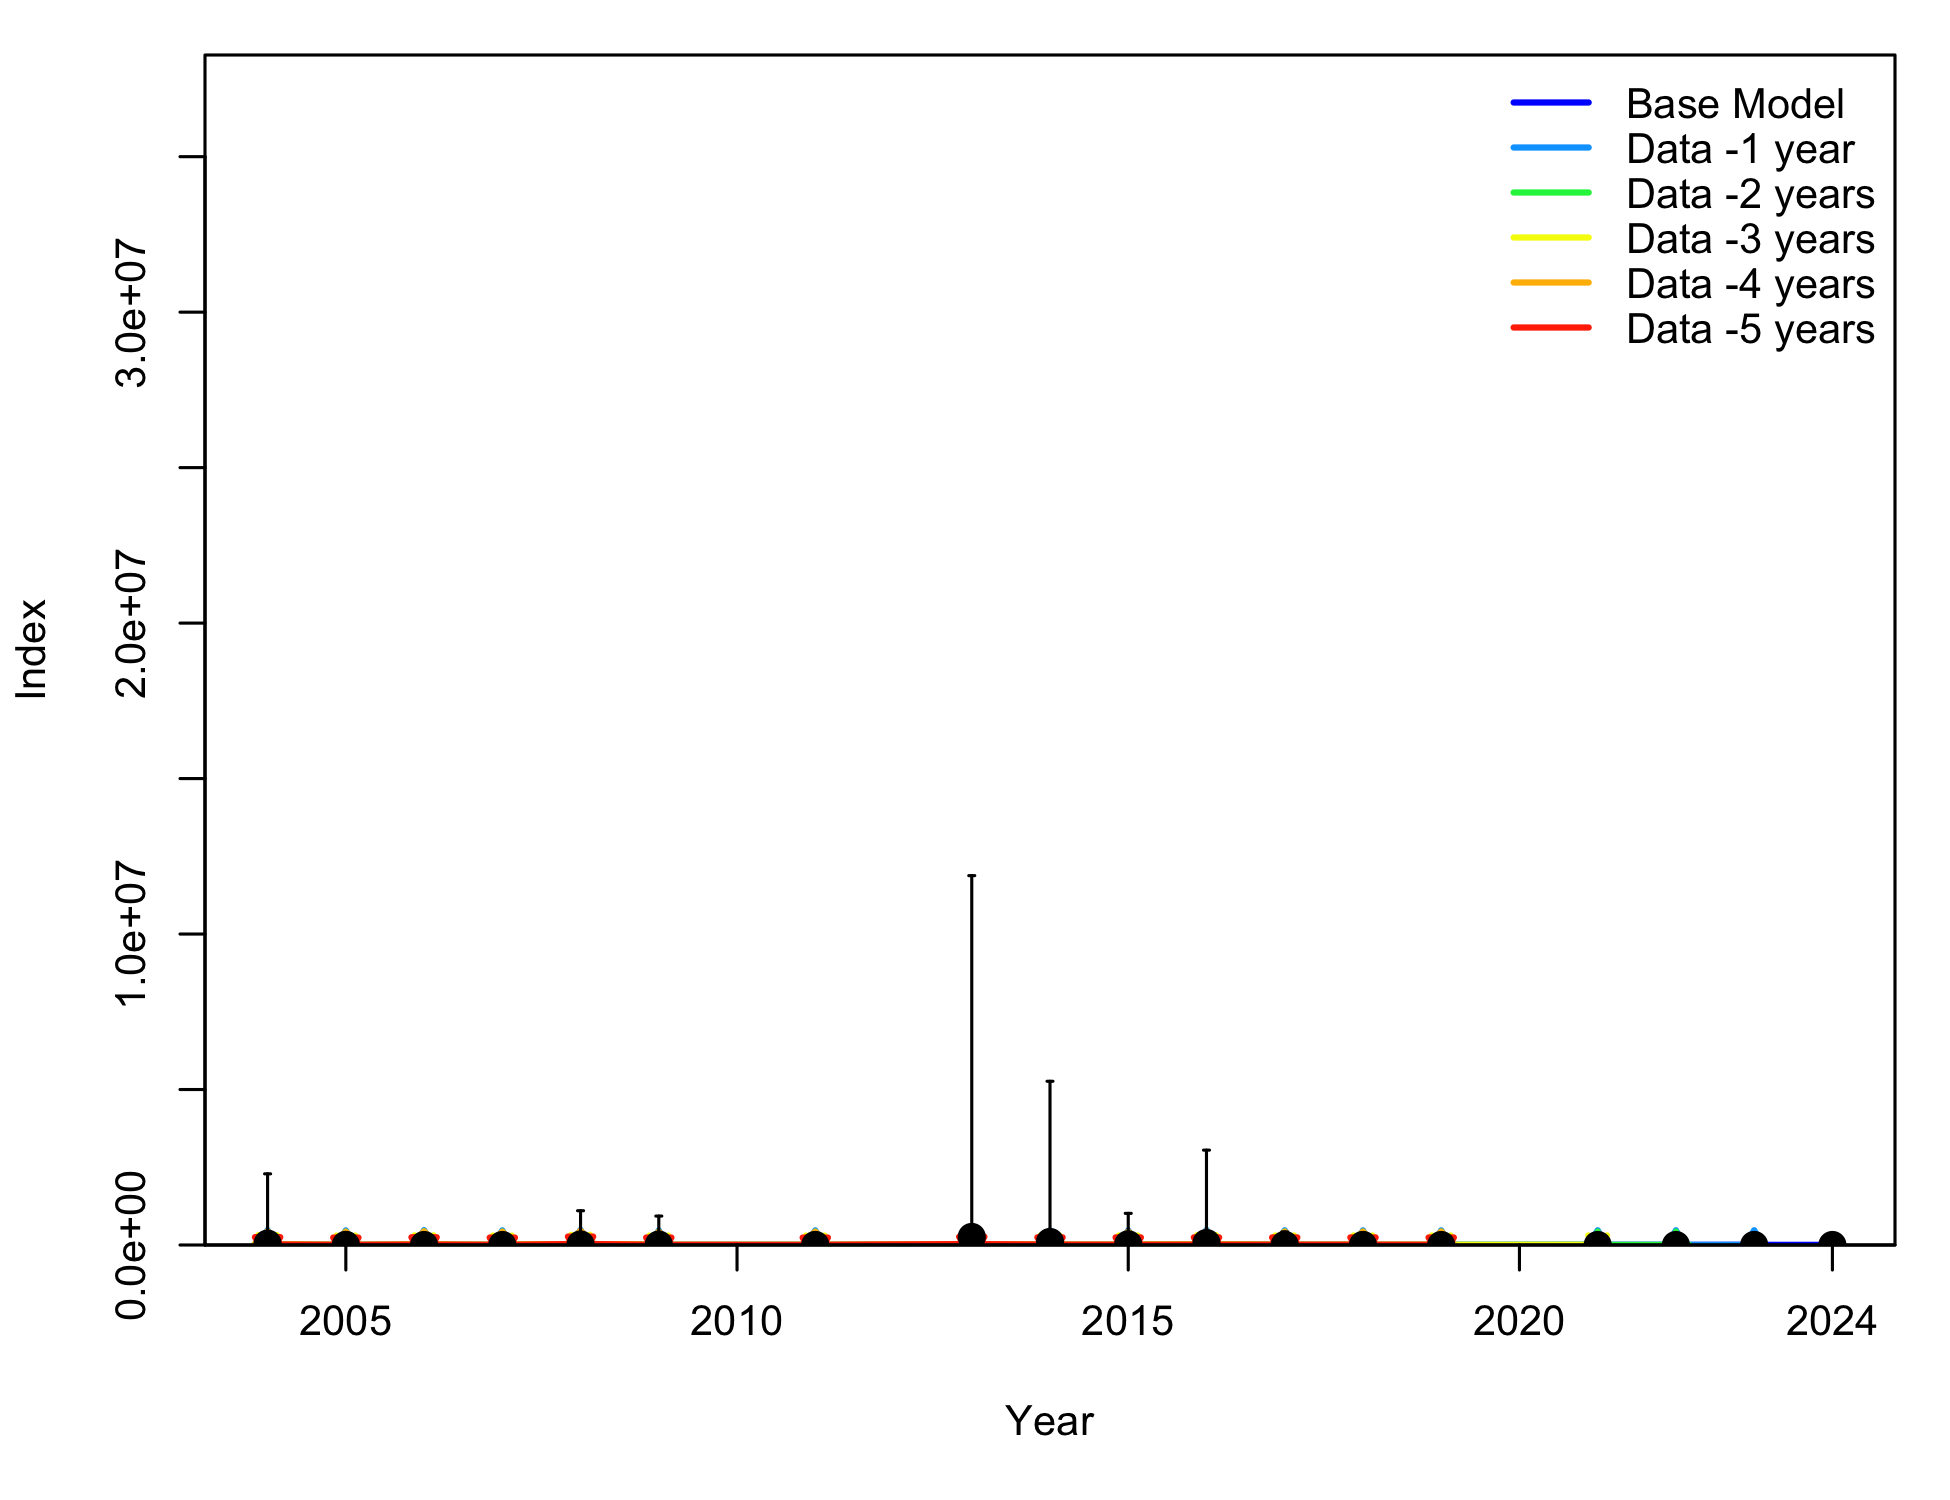 Base Model
Data -1 year
Data -2 years
Data -3 years
Data -4 years
Data -5 years
Index
3.0e+07
2.0e+07
1.0e+07
0.0e+00
2005 2010 2015 2020 2024
Year